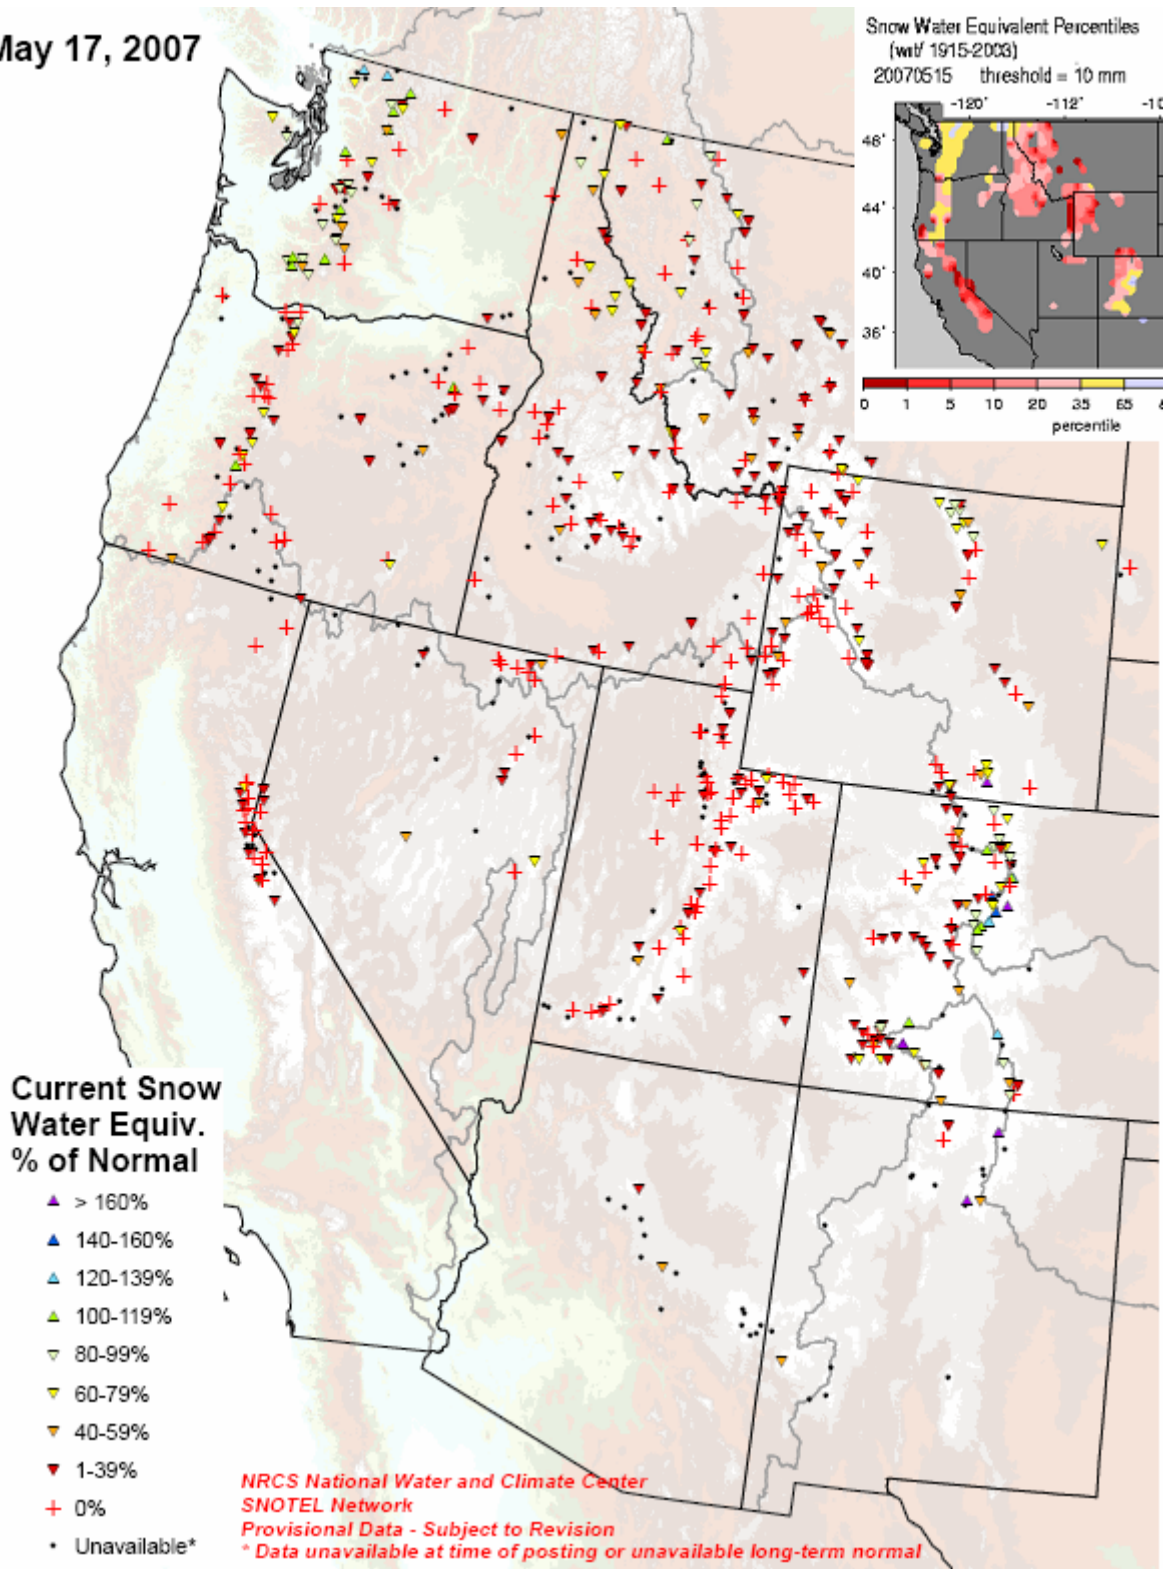 May 17, 2007
Snow Water Equivalent Percentiles
(wrt/ 1915-2003)
20070515 threshold = 10 mm
-120° -112° -10
48°
44°
40°
36°
0 1 5 10 20 35 65 8
percentile
Current Snow
Water Equiv.
% of Normal
> 160%
140-160%
120-139%
100-119%
80-99%
60-79%
40-59%
1-39%
0%
Unavailable*
NRCS National Water and Climate Center
SNOTEL Network
Provisional Data - Subject to Revision
* Data unavailable at time of posting or unavailable long-term normal